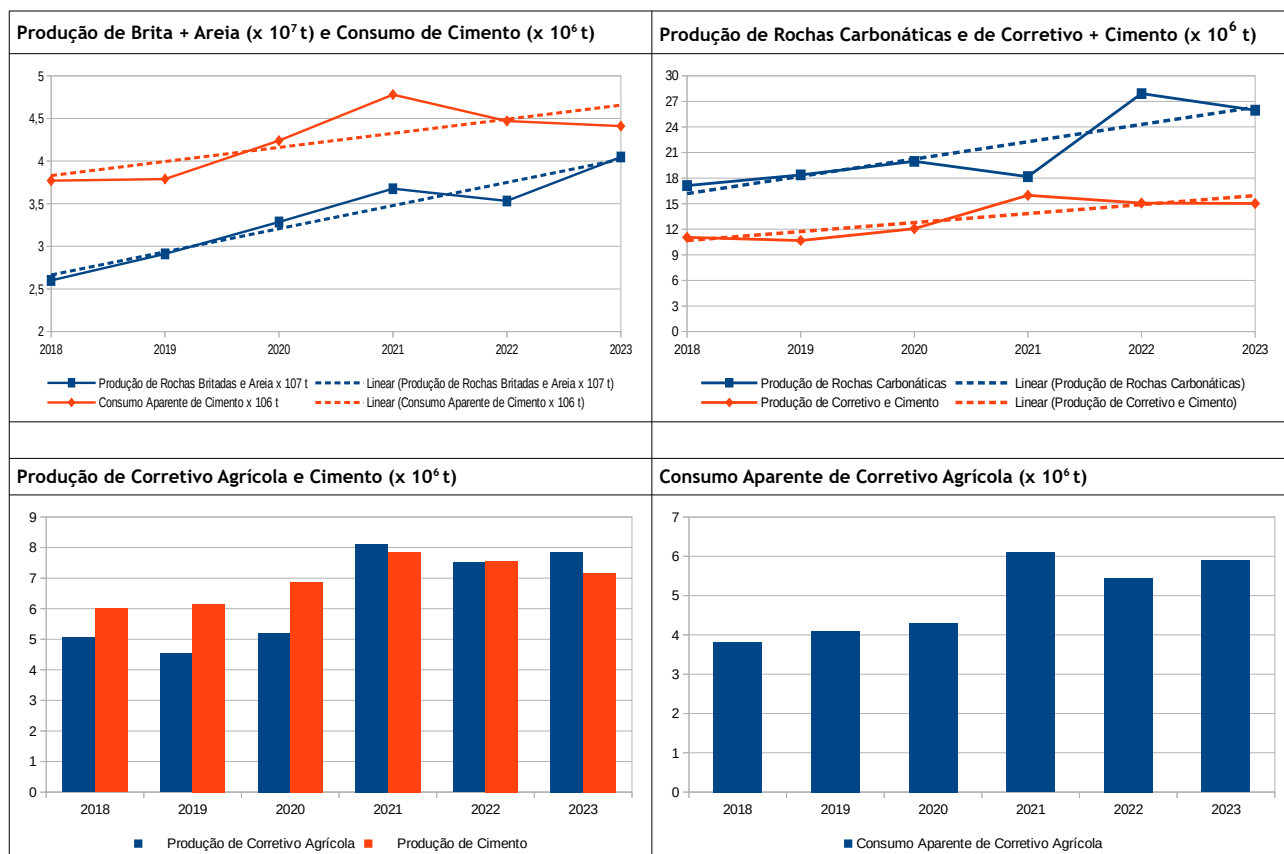 Produção de Brita + Areia (x 10⁷ t) e Consumo de Cimento (x 10⁶ t)
5
4,5
4
3,5
3
2,5
2
2018 2019 2020 2021 2022 2023
Produção de Rochas Britadas e Areia x 107 t Linear (Produção de Rochas Britadas e Areia x 107 t)
Consumo Aparente de Cimento x 106 t Linear (Consumo Aparente de Cimento x 106 t)
Produção de Rochas Carbonáticas e de Corretivo + Cimento (x 10⁶ t)
30
27
24
21
18
15
12
9
6
3
0
2018 2019 2020 2021 2022 2023
Produção de Rochas Carbonáticas Linear (Produção de Rochas Carbonáticas)
Produção de Corretivo e Cimento Linear (Produção de Corretivo e Cimento)
Produção de Corretivo Agrícola e Cimento (x 10⁶ t)
9
8
7
6
5
4
3
2
1
0
2018 2019 2020 2021 2022 2023
Produção de Corretivo Agrícola Produção de Cimento
Consumo Aparente de Corretivo Agrícola (x 10⁶ t)
7
6
5
4
3
2
1
0
2018 2019 2020 2021 2022 2023
Consumo Aparente de Corretivo Agrícola